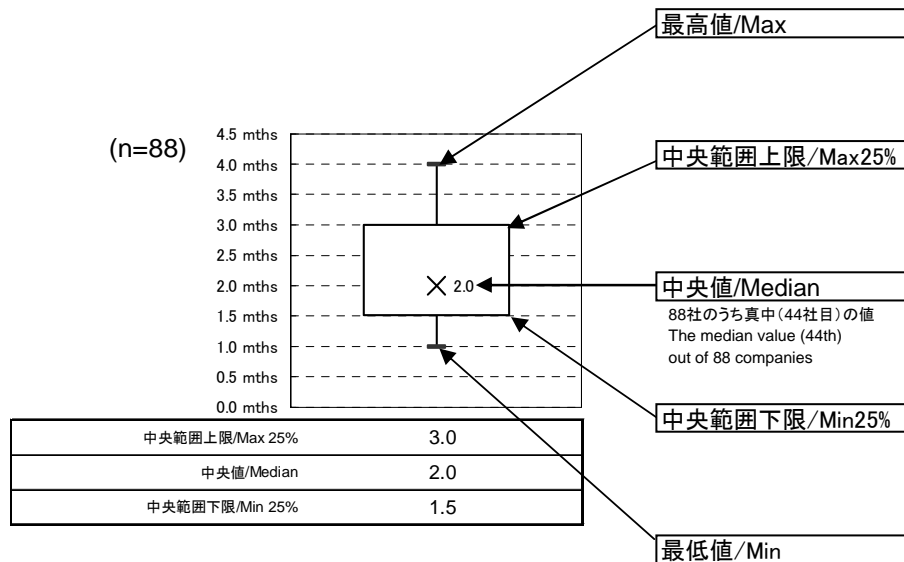 最高値/Max
(n=88)
4.5 mths
4.0 mths
3.5 mths
3.0 mths
2.5 mths
2.0 mths
1.5 mths
1.0 mths
0.5 mths
0.0 mths
2.0
中央範囲上限/Max25%
中央値/Median
88社のうち真中(44社目)の値
The median value (44th)
out of 88 companies
中央範囲下限/Min25%
中央範囲上限/Max 25% 3.0
中央値/Median 2.0
中央範囲下限/Min 25% 1.5
最低値/Min